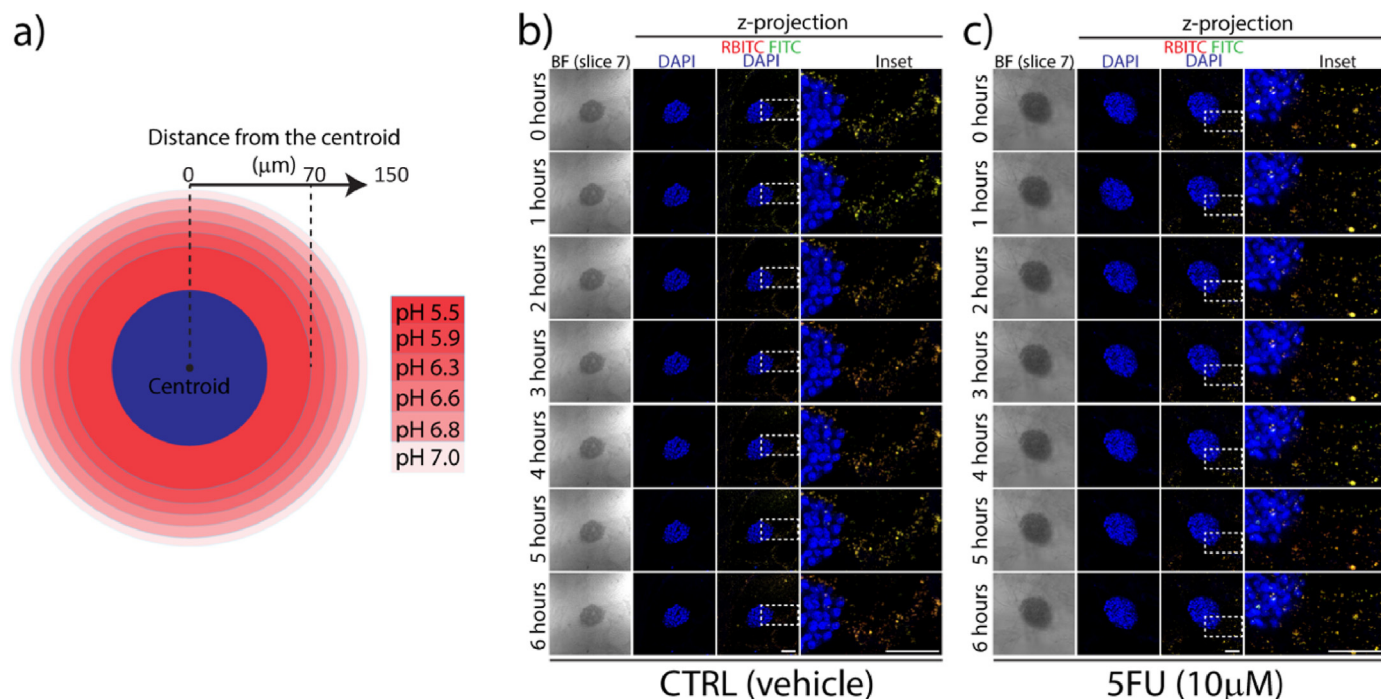 a)
Distance from the centroid
(μm)
0
70
150
Centroid
pH 5.5
pH 5.9
pH 6.3
pH 6.6
pH 6.8
pH 7.0
b)
z-projection
RBITC FITC
BF (slice 7)
DAPI
DAPI
Inset
0 hours
1 hours
2 hours
3 hours
4 hours
5 hours
6 hours
CTRL (vehicle)
c)
z-projection
RBITC FITC
BF (slice 7)
DAPI
DAPI
Inset
0 hours
1 hours
2 hours
3 hours
4 hours
5 hours
6 hours
5FU (10μM)